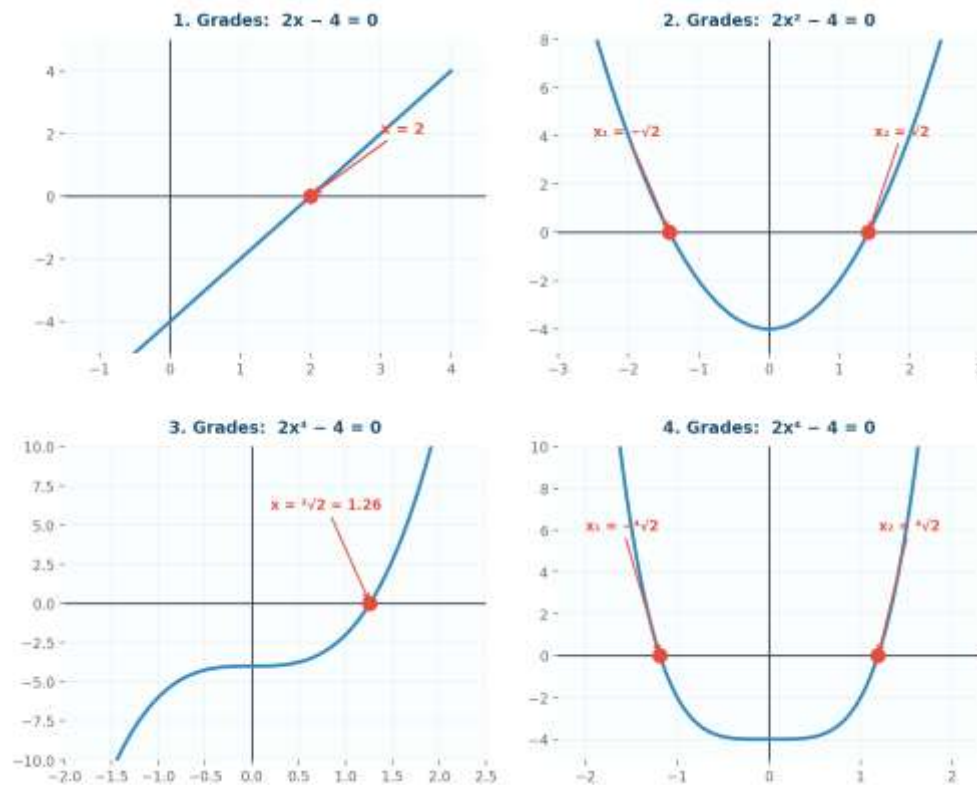 1. Grades: 2x − 4 = 0
4
2
0
−2
−4
x = 2
−1 0 1 2 3 4
2. Grades: 2x² − 4 = 0
8
6
4
2
0
−2
−4
x₁ = −√2
x₂ = √2
−3 −2 −1 0 1 2
3. Grades: 2x³ − 4 = 0
10.0
7.5
5.0
2.5
0.0
−2.5
−5.0
−7.5
−10.0
x = ³√2 = 1.26
−2.0 −1.5 −1.0 −0.5 0.0 0.5 1.0 1.5 2.0 2.5
4. Grades: 2x⁴ − 4 = 0
10
8
6
4
2
0
−2
−4
x₁ = −⁴√2
x₂ = ⁴√2
−2 −1 0 1 2